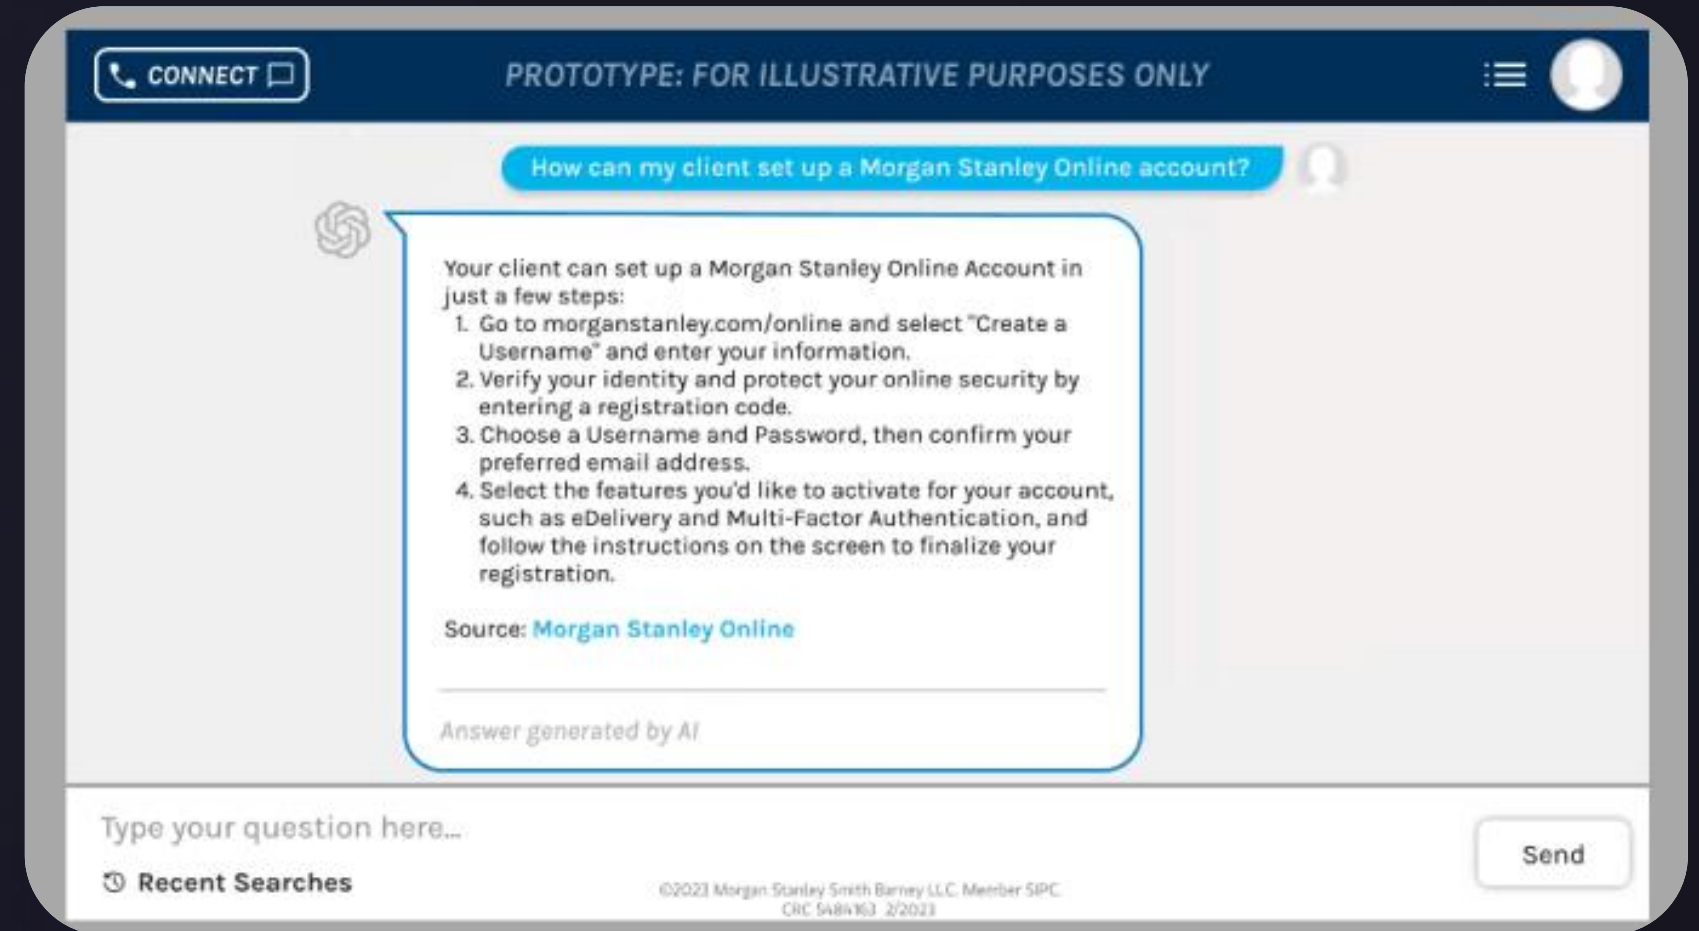 CONNECT
PROTOTYPE: FOR ILLUSTRATIVE PURPOSES ONLY
How can my client set up a Morgan Stanley Online account?
Your client can set up a Morgan Stanley Online Account in
just a few steps:
1. Go to morganstanley.com/online and select "Create a
Username" and enter your information.
2. Verify your identity and protect your online security by
entering a registration code.
3. Choose a Username and Password, then confirm your
preferred email address.
4. Select the features you'd like to activate for your account,
such as eDelivery and Multi-Factor Authentication, and
follow the instructions on the screen to finalize your
registration.
Source: Morgan Stanley Online
Answer generated by AI
Type your question here...
Send
Recent Searches
©2023 Morgan Stanley Smith Barney LLC. Member SIPC.
CRC 5484163 2/2023